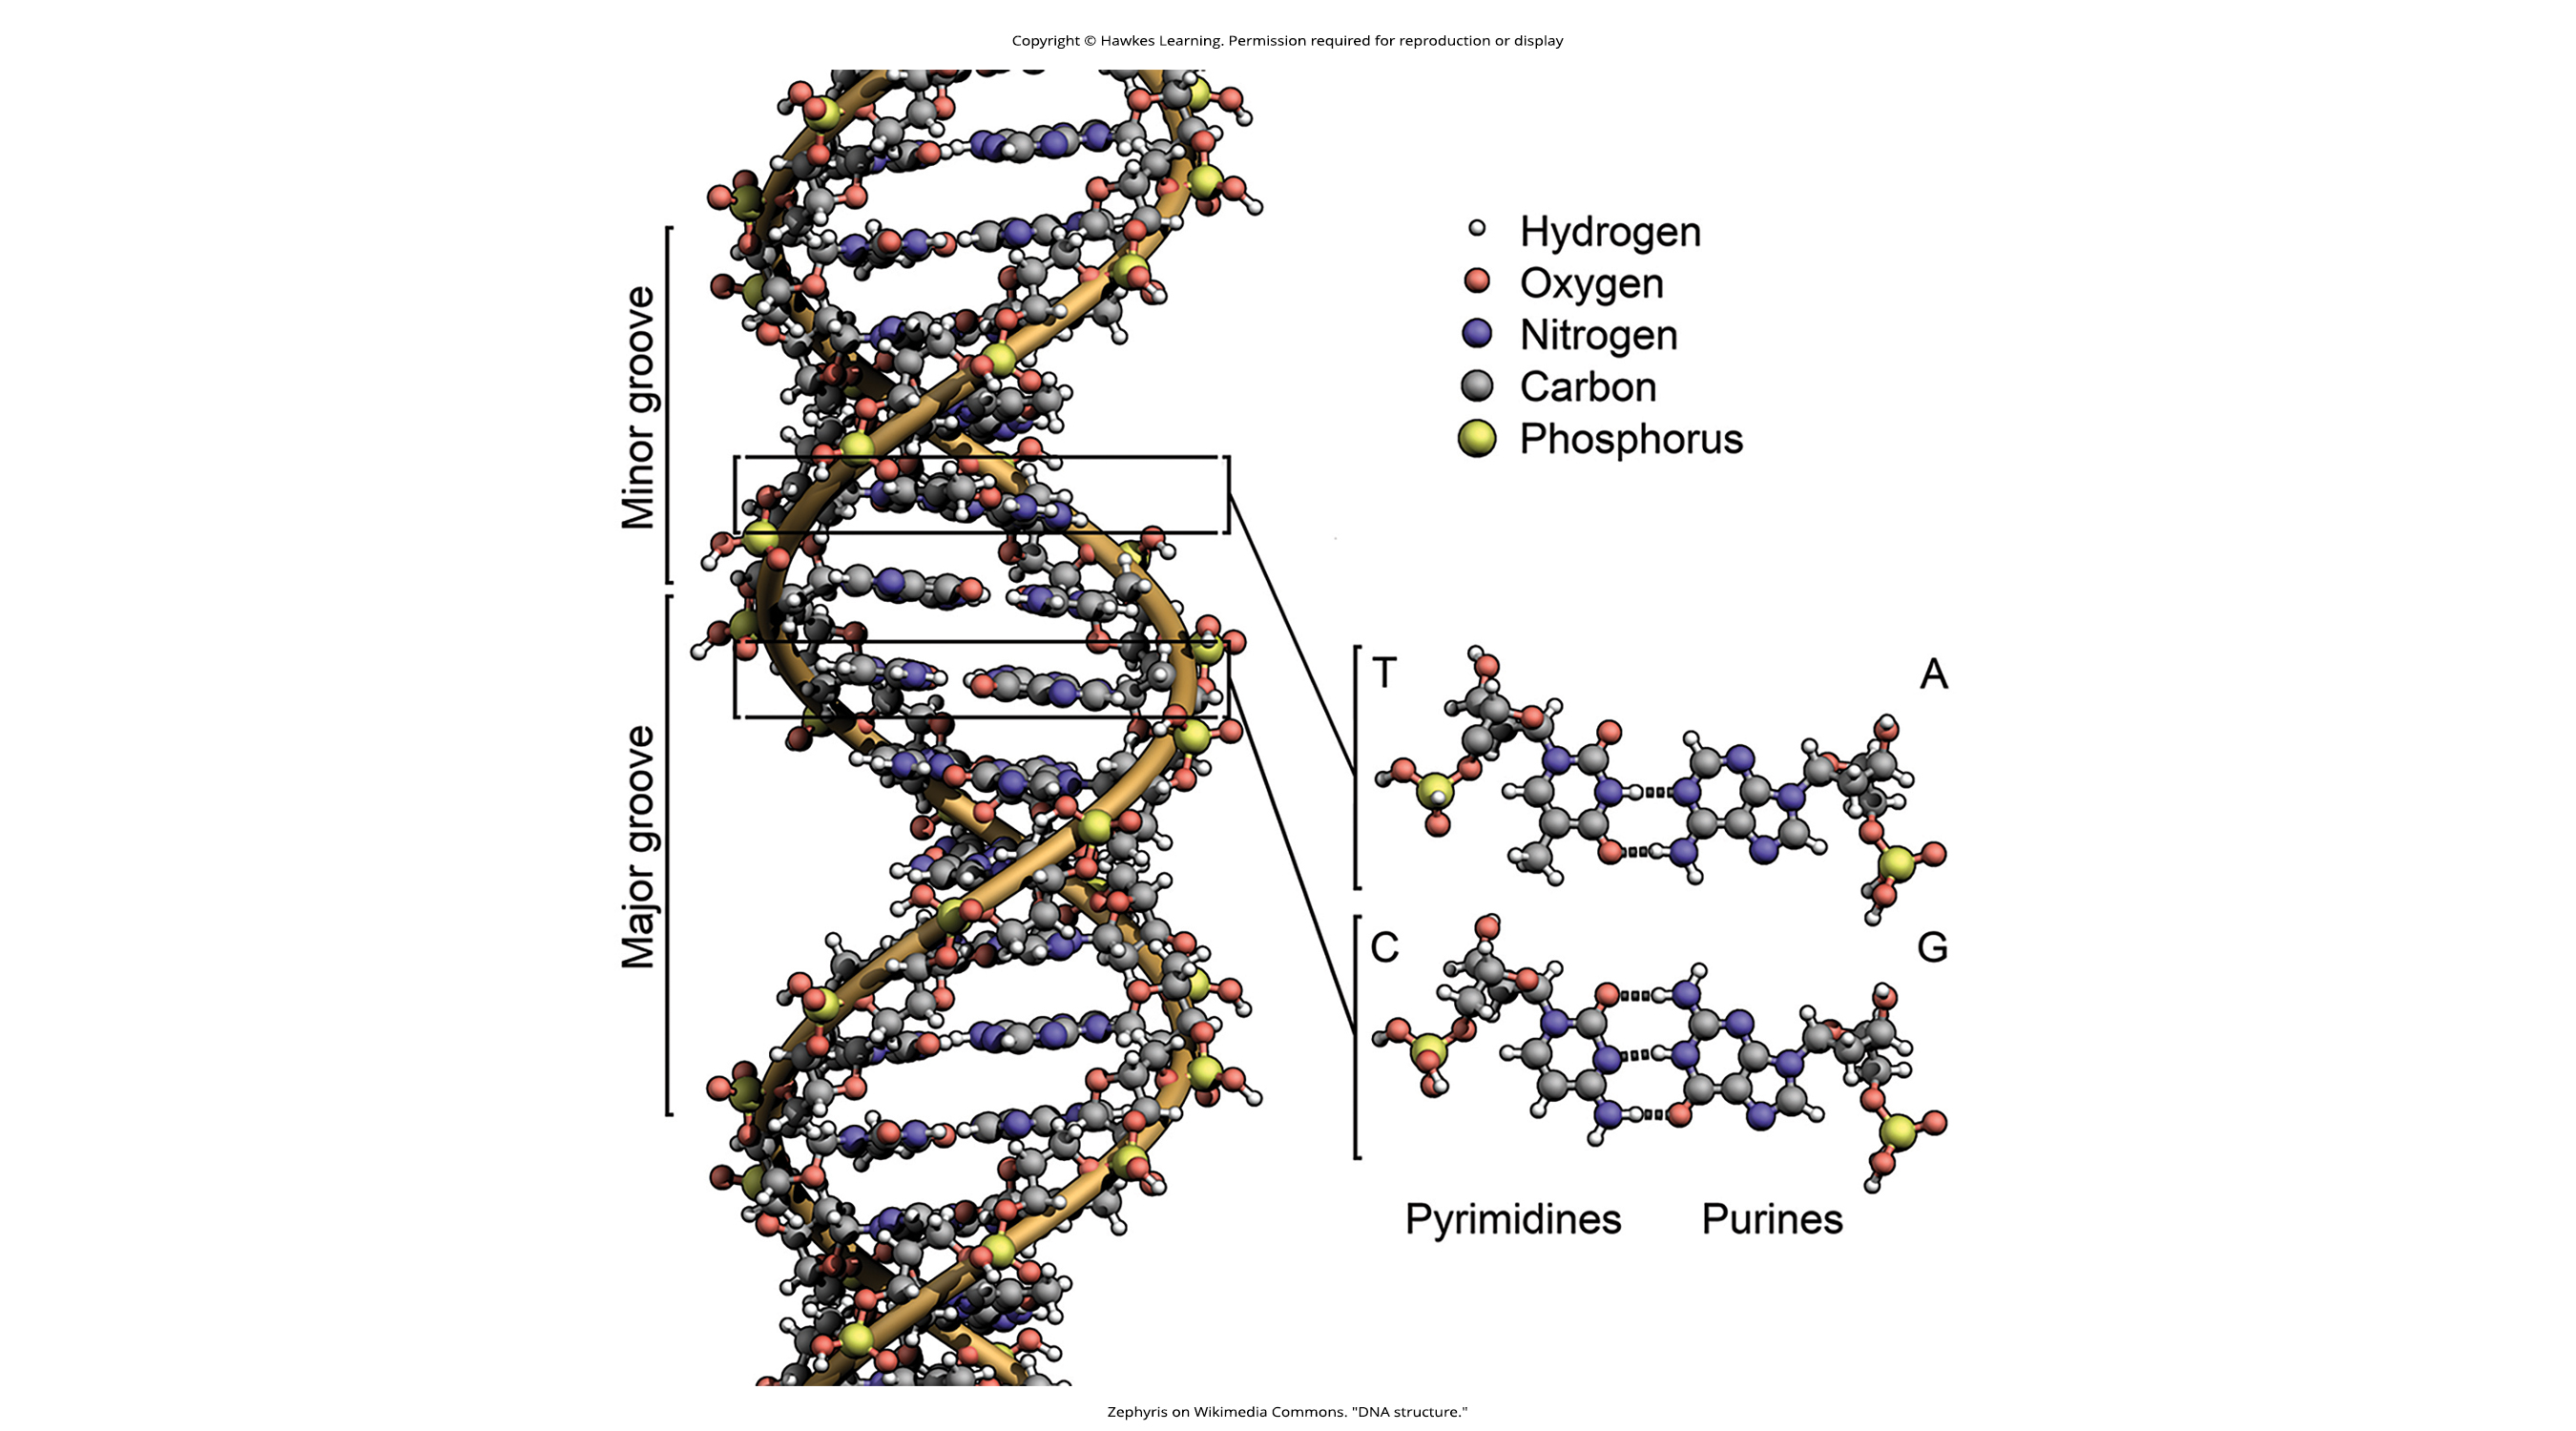 Copyright © Hawkes Learning. Permission required for reproduction or display
Minor groove
Major groove
Hydrogen
Oxygen
Nitrogen
Carbon
Phosphorus
T
A
C
G
Pyrimidines
Purines
Zephyris on Wikimedia Commons. "DNA structure."